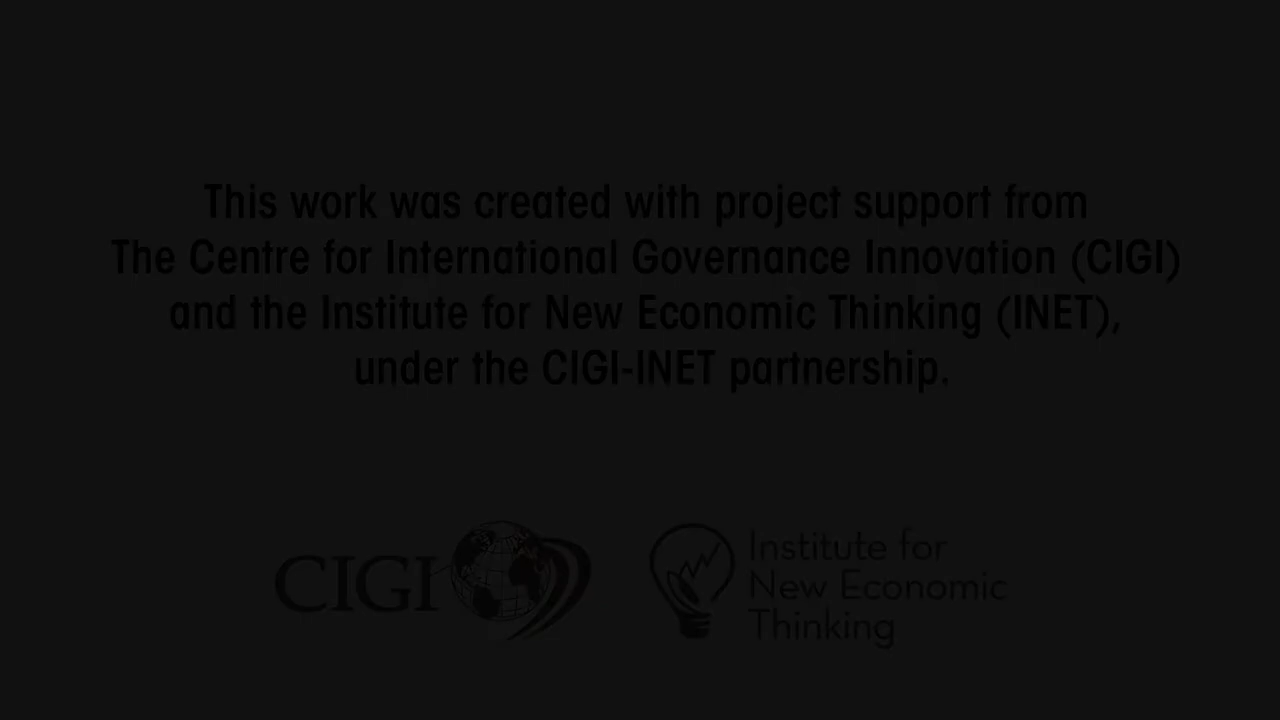 This work was created with project support from
The Centre for International Governance Innovation (CIGI)
and the Institute for New Economic Thinking (INET),
under the CIGI-INET partnership.
CIGI
Institute for
New Economic
Thinking